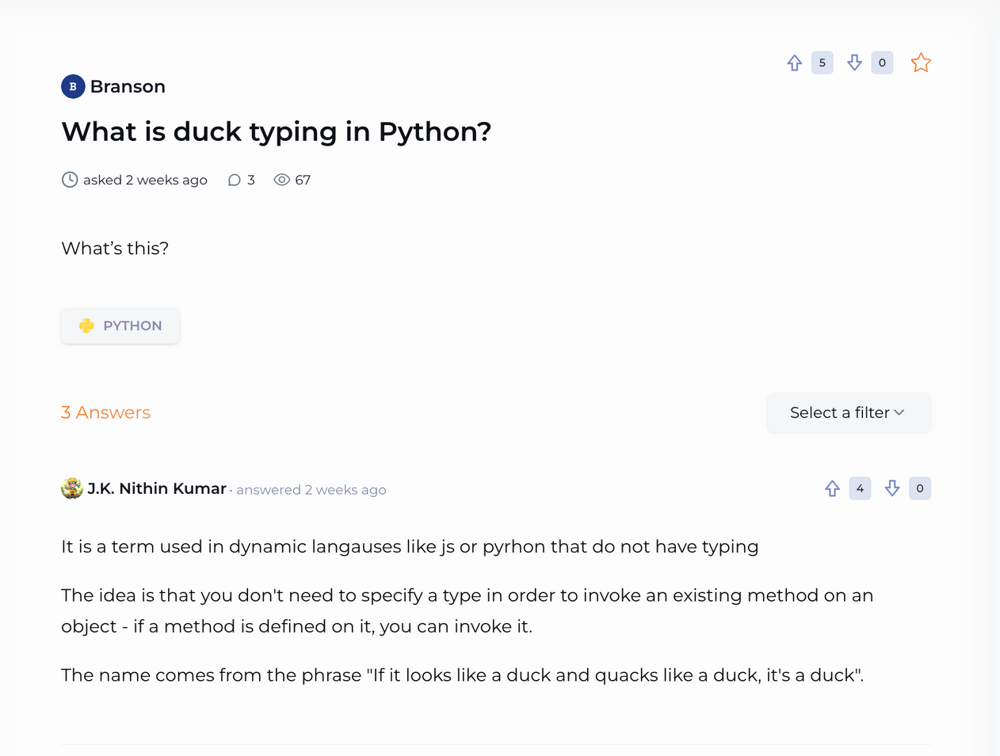 5 0
B Branson
What is duck typing in Python?
asked 2 weeks ago 3 67
What's this?
PYTHON
3 Answers
Select a filter
J.K. Nithin Kumar · answered 2 weeks ago 4 0
It is a term used in dynamic langauses like js or pyrhon that do not have typing
The idea is that you don't need to specify a type in order to invoke an existing method on an
object - if a method is defined on it, you can invoke it.
The name comes from the phrase "If it looks like a duck and quacks like a duck, it's a duck".